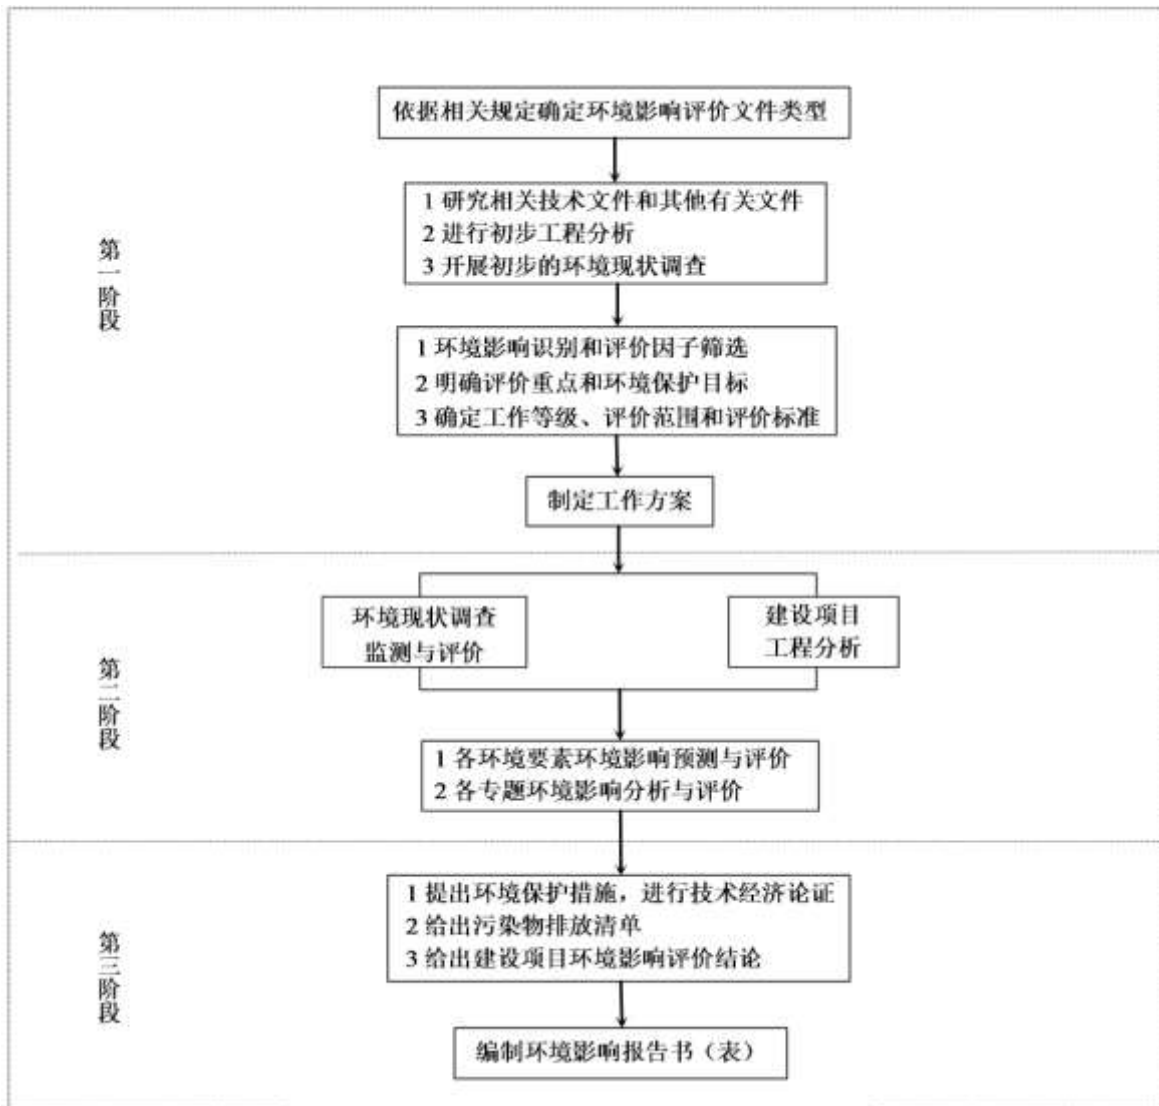 依据相关规定确定环境影响评价文件类型
1 研究相关技术文件和其他有关文件
2 进行初步工程分析
3 开展初步的环境现状调查
第一阶段
1 环境影响识别和评价因子筛选
2 明确评价重点和环境保护目标
3 确定工作等级、评价范围和评价标准
制定工作方案
环境现状调查
监测与评价
建设项目
工程分析
第二阶段
1 各环境要素环境影响预测与评价
2 各专题环境影响分析与评价
1 提出环境保护措施，进行技术经济论证
2 给出污染物排放清单
3 给出建设项目环境影响评价结论
第三阶段
编制环境影响报告书（表）